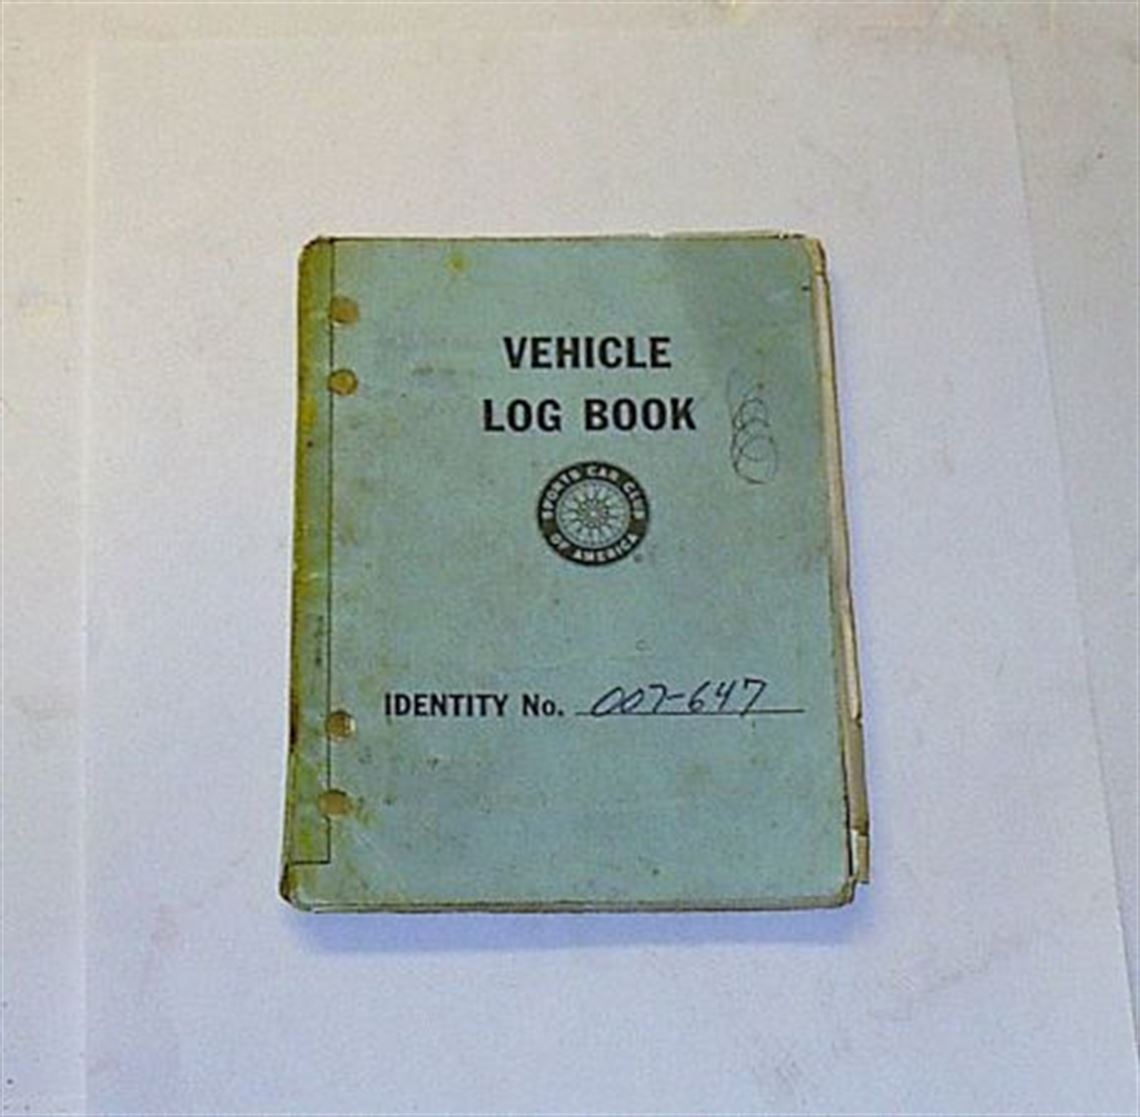 VEHICLE
LOG BOOK
SPORTS CAR CLUB
OF AMERICA
IDENTITY No. 007-647